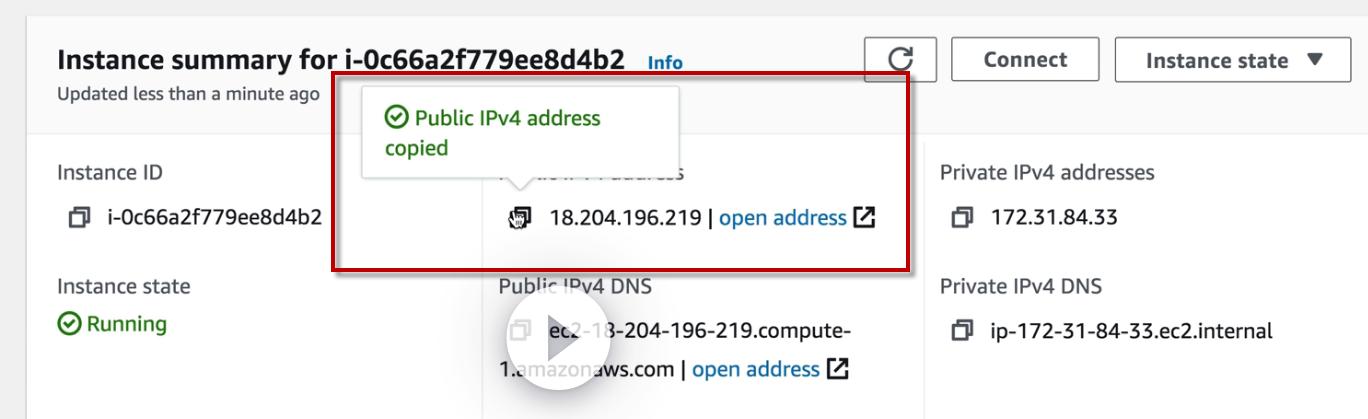 Instance summary for i-0c66a2f779ee8d4b2 Info
Connect
Instance state
Updated less than a minute ago
Public IPv4 address
copied
Instance ID
Private IPv4 addresses
i-0c66a2f779ee8d4b2
18.204.196.219 | open address
172.31.84.33
Instance state
Public IPv4 DNS
Private IPv4 DNS
Running
ec2-18-204-196-219.compute-
1.amazonaws.com | open address
ip-172-31-84-33.ec2.internal